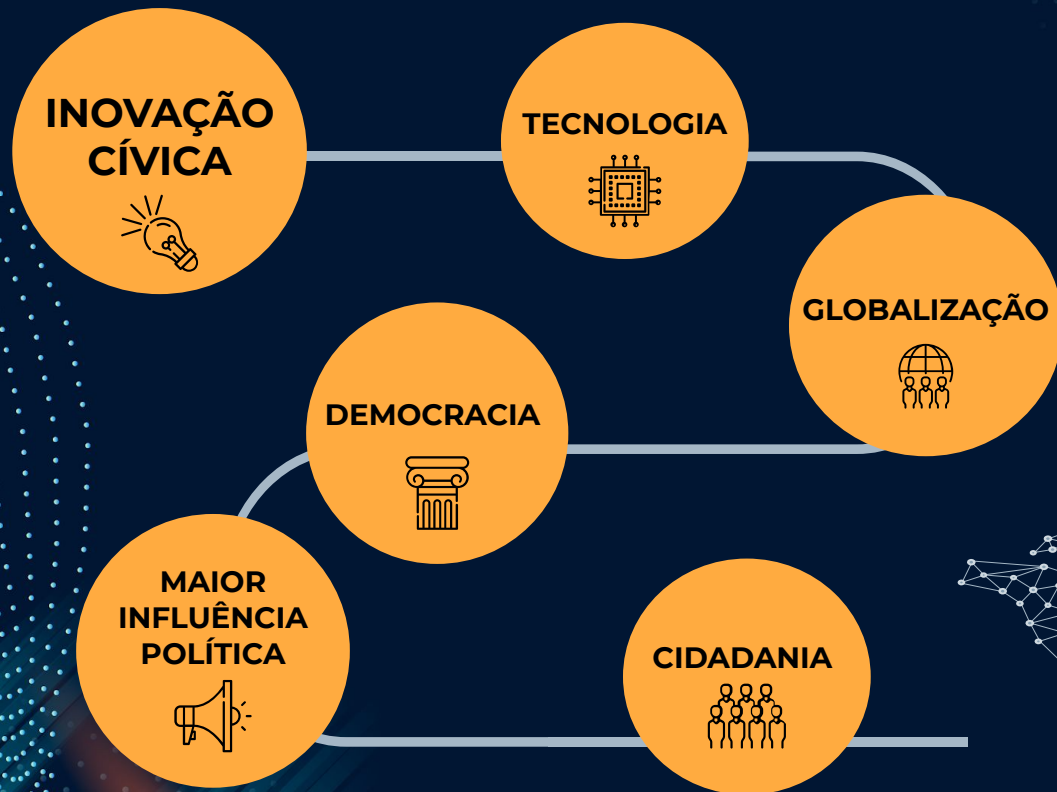 INOVAÇÃO
CÍVICA
TECNOLOGIA
GLOBALIZAÇÃO
DEMOCRACIA
MAIOR
INFLUÊNCIA
POLÍTICA
CIDADANIA